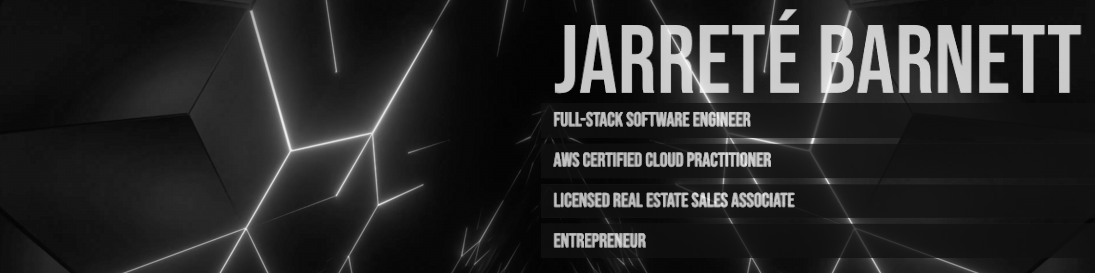 JARRETÉ BARNETT
FULL-STACK SOFTWARE ENGINEER
AWS CERTIFIED CLOUD PRACTITIONER
LICENSED REAL ESTATE SALES ASSOCIATE
ENTREPRENEUR